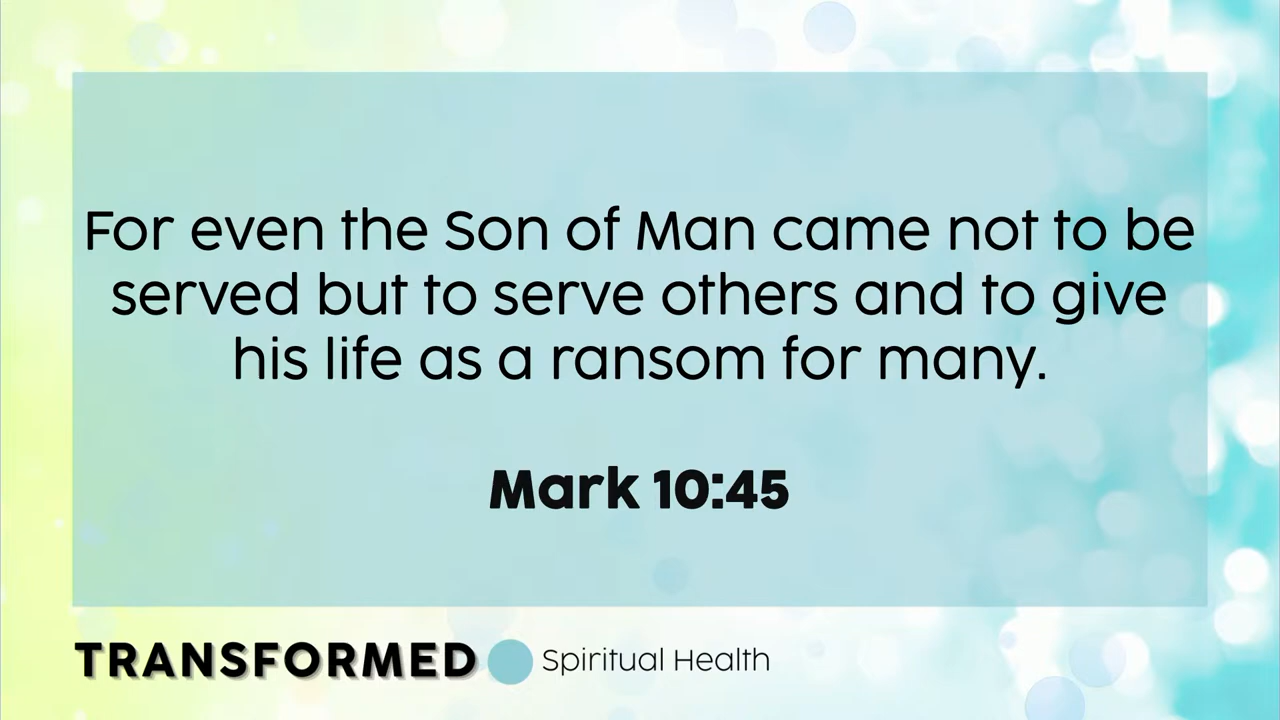 For even the Son of Man came not to be
served but to serve others and to give
his life as a ransom for many.
Mark 10:45
TRANSFORMED Spiritual Health